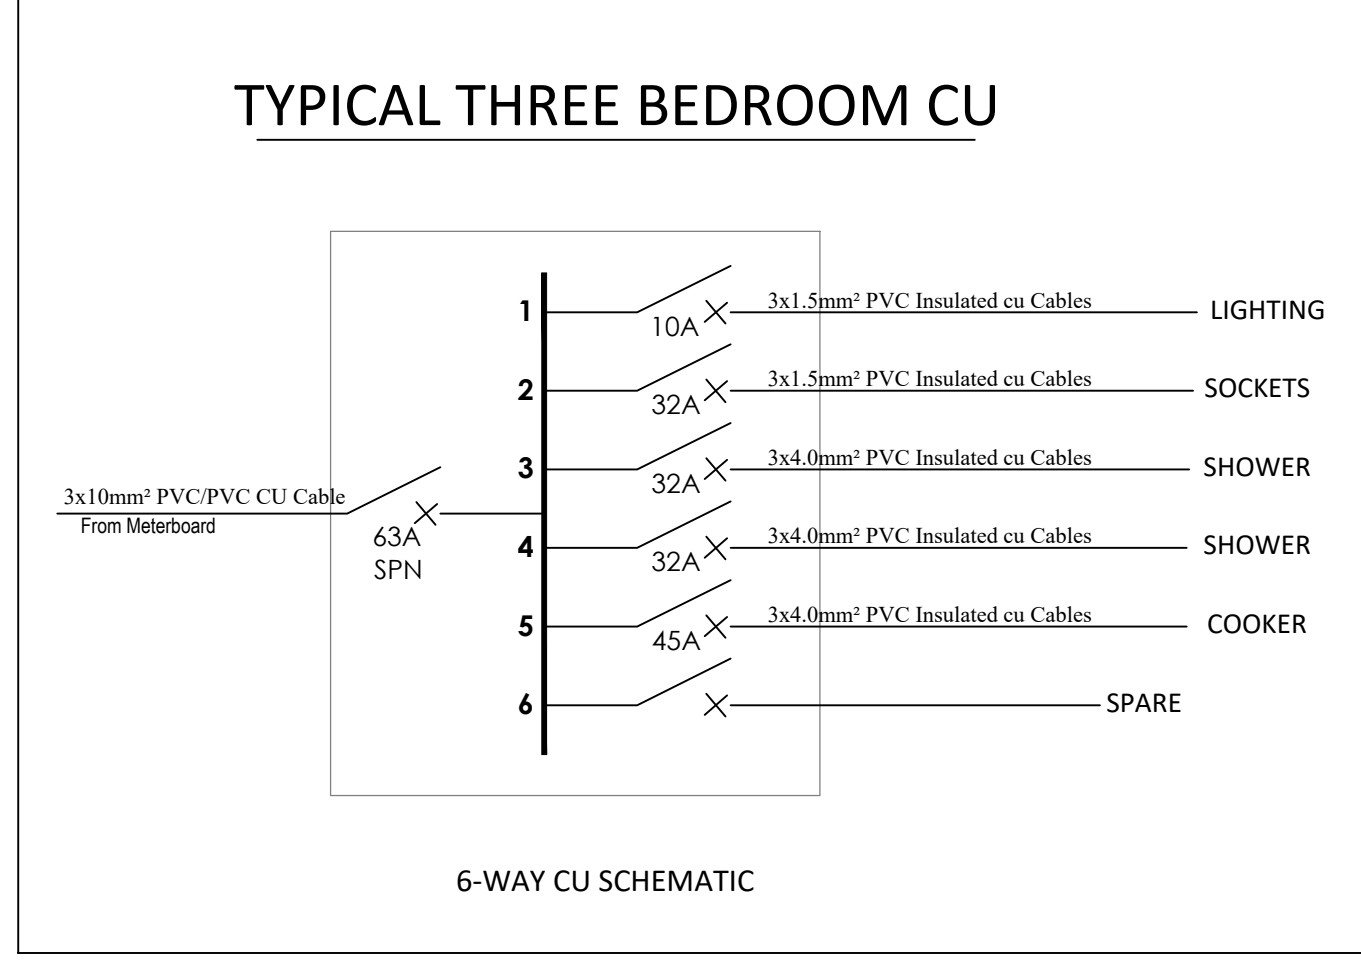 TYPICAL THREE BEDROOM CU
1
10A
3x1.5mm² PVC Insulated cu Cables
LIGHTING
2
32A
3x1.5mm² PVC Insulated cu Cables
SOCKETS
3
32A
3x4.0mm² PVC Insulated cu Cables
SHOWER
3x10mm² PVC/PVC CU Cable
From Meterboard
63A
SPN
4
32A
3x4.0mm² PVC Insulated cu Cables
SHOWER
5
45A
3x4.0mm² PVC Insulated cu Cables
COOKER
6
SPARE
6-WAY CU SCHEMATIC